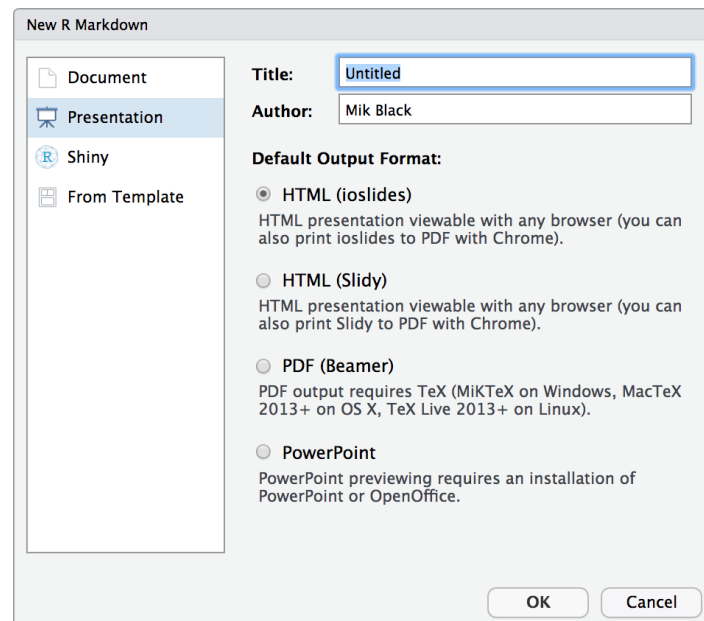 New R Markdown
Document
Presentation
R Shiny
From Template
Title: Untitled
Author: Mik Black
Default Output Format:
HTML (ioslides)
HTML presentation viewable with any browser (you can
also print ioslides to PDF with Chrome).
HTML (Slidy)
HTML presentation viewable with any browser (you can
also print Slidy to PDF with Chrome).
PDF (Beamer)
PDF output requires TeX (MiKTeX on Windows, MacTeX
2013+ on OS X, TeX Live 2013+ on Linux).
PowerPoint
PowerPoint previewing requires an installation of
PowerPoint or OpenOffice.
OK Cancel